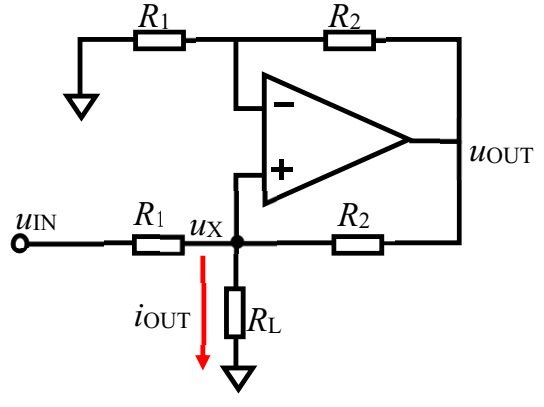 R1 R2
−
+
uOUT
uIN R1 uX R2
iOUT RL